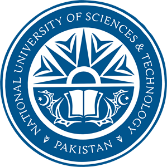 NATIONAL UNIVERSITY OF SCIENCES & TECHNOLOGY
PAKISTAN